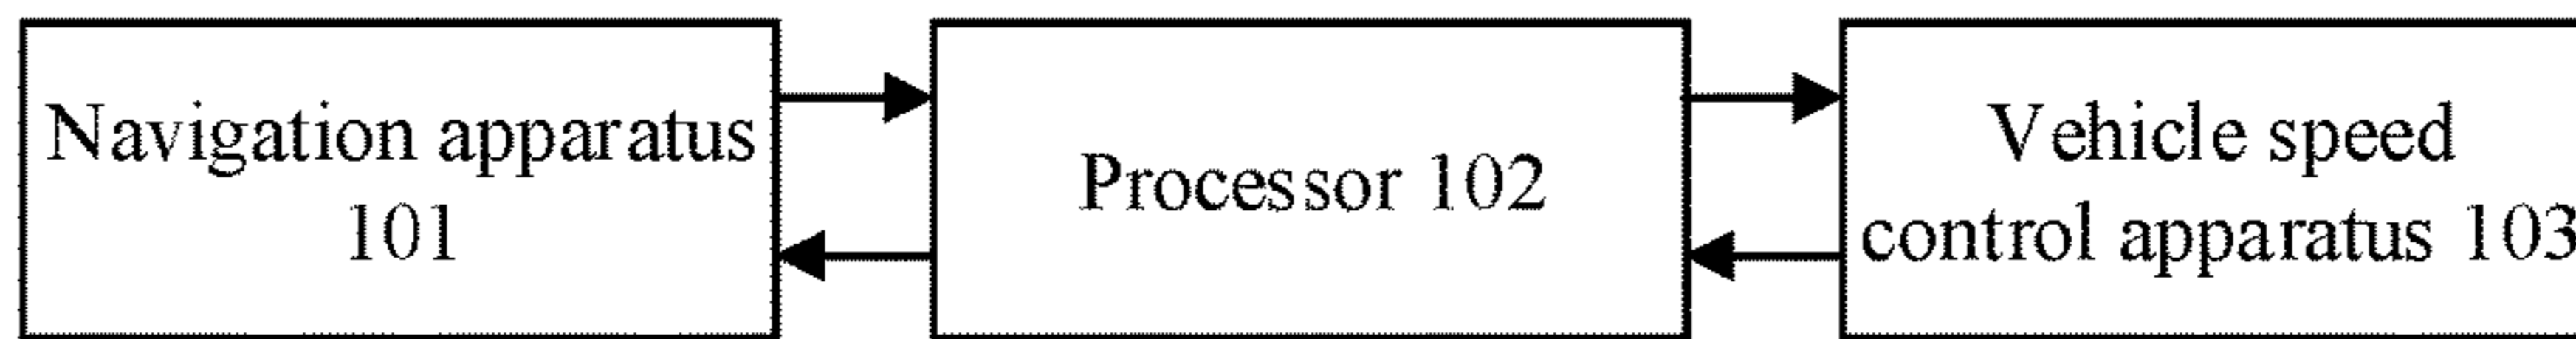 Navigation apparatus
101
Processor 102
Vehicle speed
control apparatus 103